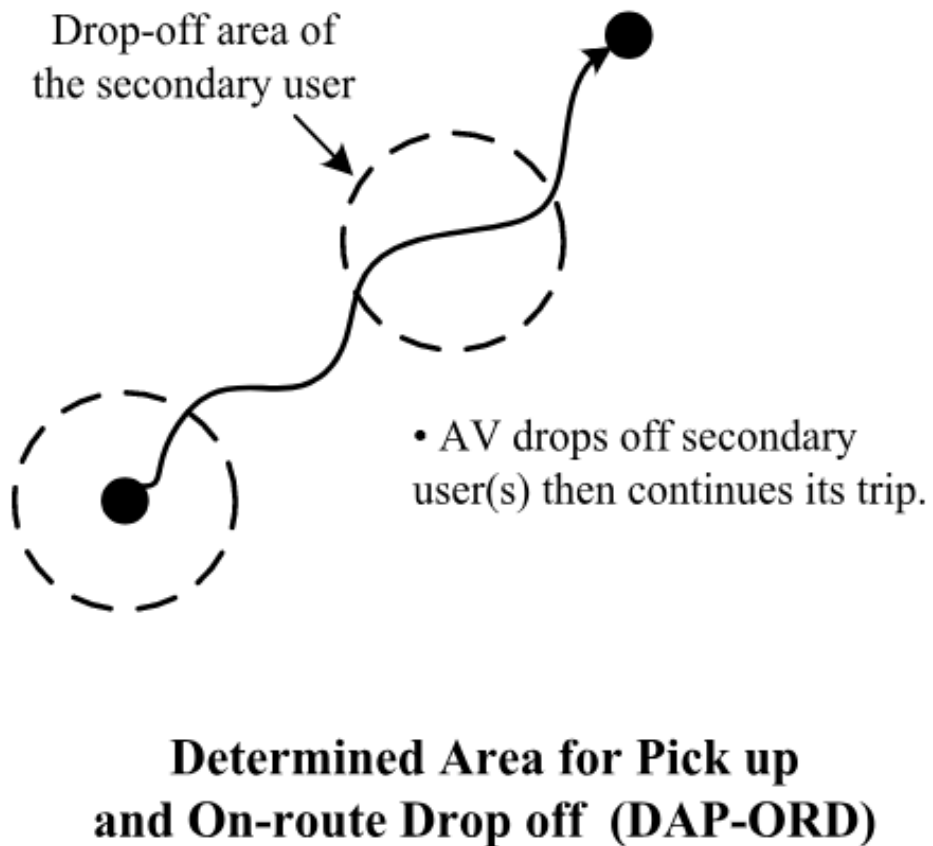 Drop-off area of
the secondary user
• AV drops off secondary
user(s) then continues its trip.
Determined Area for Pick up
and On-route Drop off (DAP-ORD)